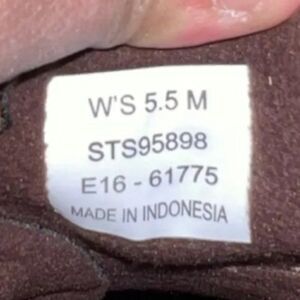 W'S 5.5 M
STS95898
E16 - 61775
MADE IN INDONESIA